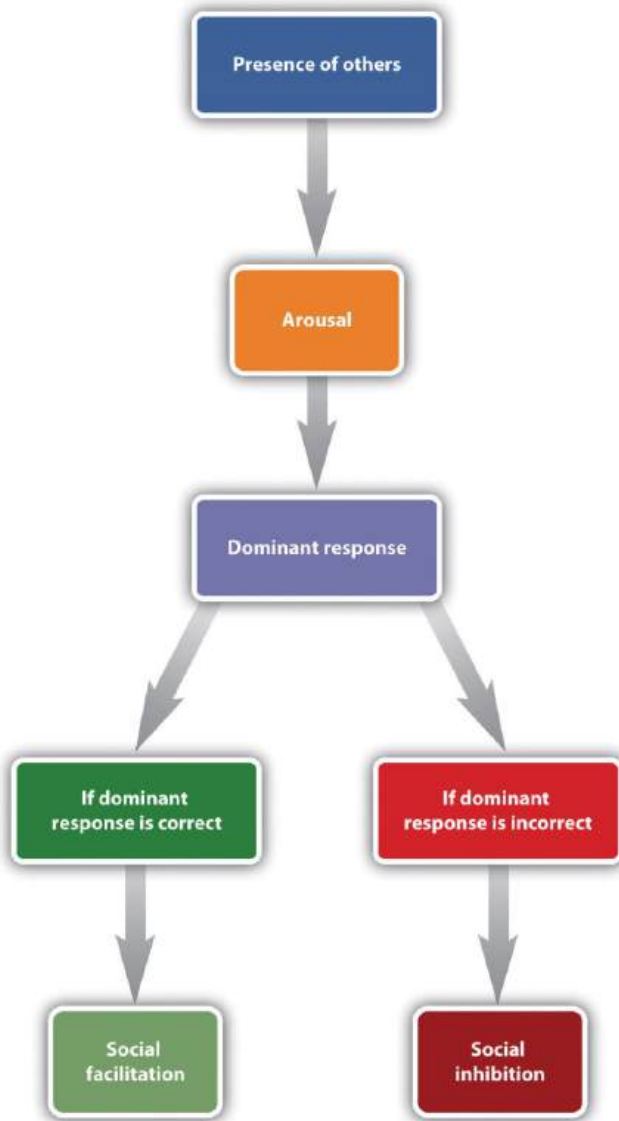 Presence of others
Arousal
Dominant response
If dominant
response is correct
If dominant
response is incorrect
Social
facilitation
Social
inhibition